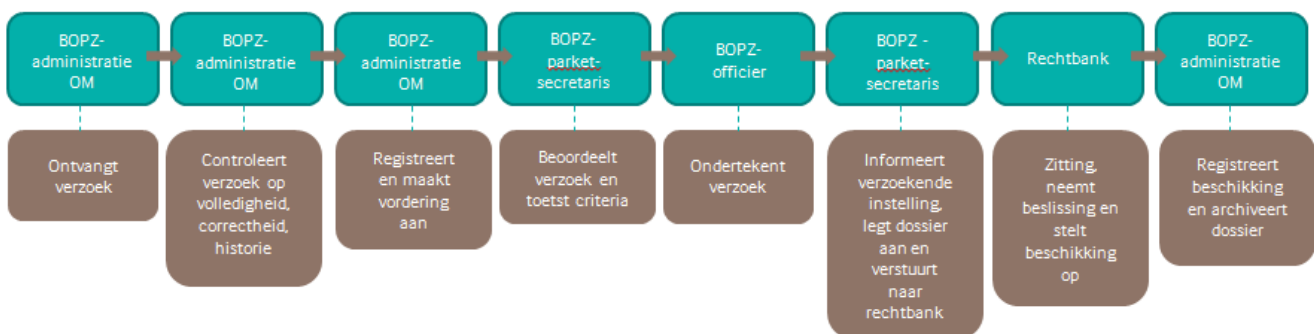 BOPZ-
administratie
OM
BOPZ-
administratie
OM
BOPZ-
administratie
OM
BOPZ-
parket-
secretaris
BOPZ-
officier
BOPZ -
parket-
secretaris
Rechtbank
BOPZ-
administratie
OM
Ontvangt
verzoek
Controleert
verzoek op
volledigheid,
correctheid,
historie
Registreert
en maakt
vordering
aan
Beoordeelt
verzoek en
toetst criteria
Ondertekent
verzoek
Informeert
verzoekende
instelling,
legt dossier
aan en
verstuurt
naar
rechtbank
Zitting,
neemt
beslissing en
stelt
beschikking
op
Registreert
beschikking
en archiveert
dossier